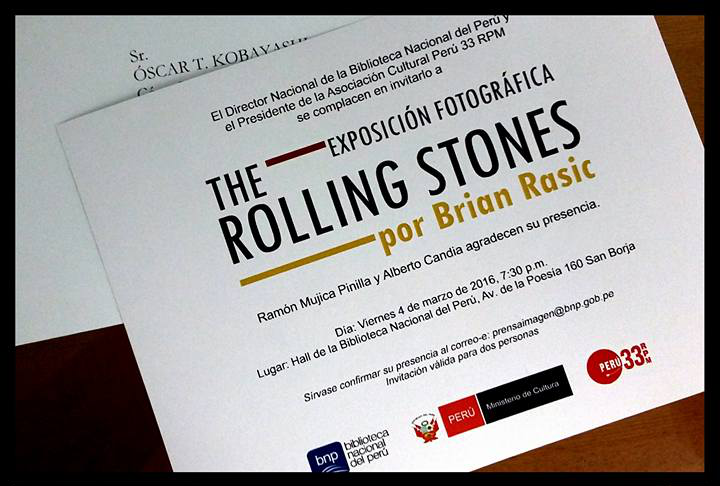 Sr.
ÓSCAR T. KOBAYASHI
El Director Nacional de la Biblioteca Nacional del Perú y
el Presidente de la Asociación Cultural Perú 33 RPM
se complacen en invitarlo a
EXPOSICIÓN FOTOGRÁFICA
THE
ROLLING STONES
por Brian Rasic
Ramón Mujica Pinilla y Alberto Candia agradecen su presencia.
Día: Viernes 4 de marzo de 2016, 7:30 p.m.
Lugar: Hall de la Biblioteca Nacional del Perú, Av. de la Poesía 160 San Borja
Sírvase confirmar su presencia al correo-e: prensaimagen@bnp.gob.pe
Invitación válida para dos personas
bnp
biblioteca
nacional
del perú
PERÚ
Ministerio de Cultura
PERÚ
33
RPM